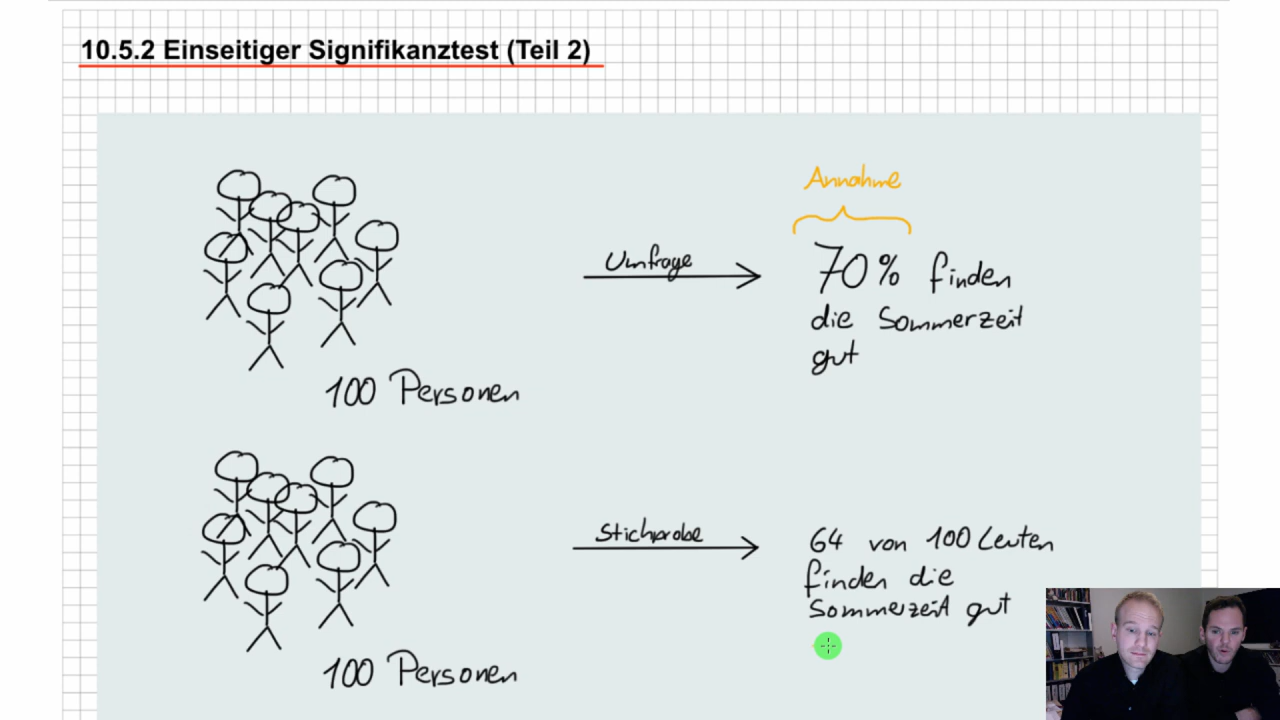 10.5.2 Einseitiger Signifikanztest (Teil 2)
Annahme
Umfrage
70% finden
die Sommerzeit
gut
100 Personen
Stichprobe
64 von 100 Leuten
finden die
Sommerzeit gut
100 Personen